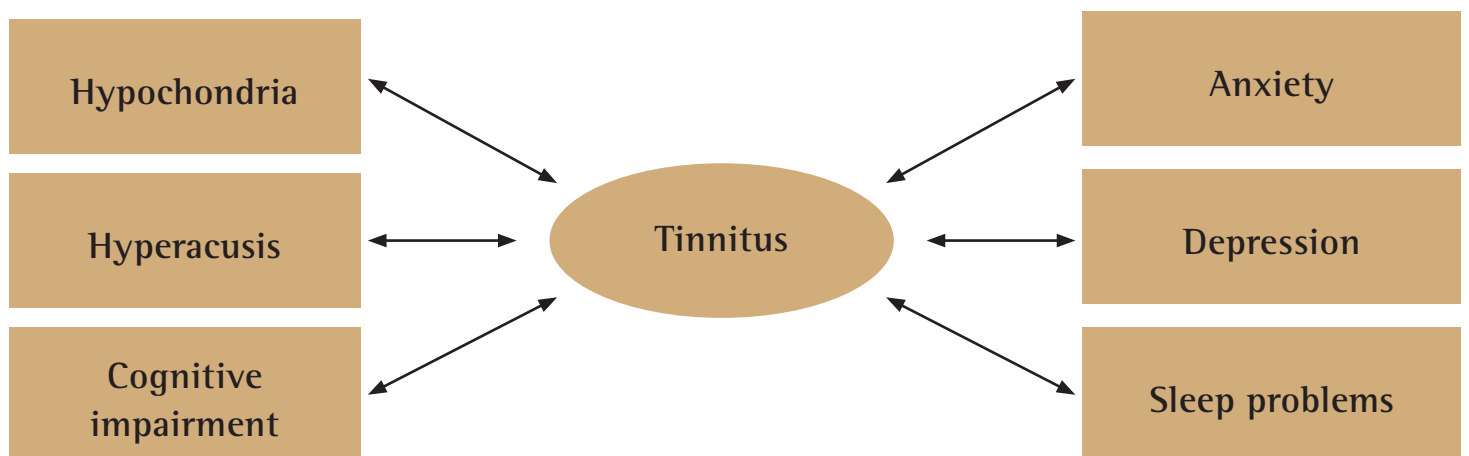 Hypochondria
Hyperacusis
Cognitive
impairment
Tinnitus
Anxiety
Depression
Sleep problems